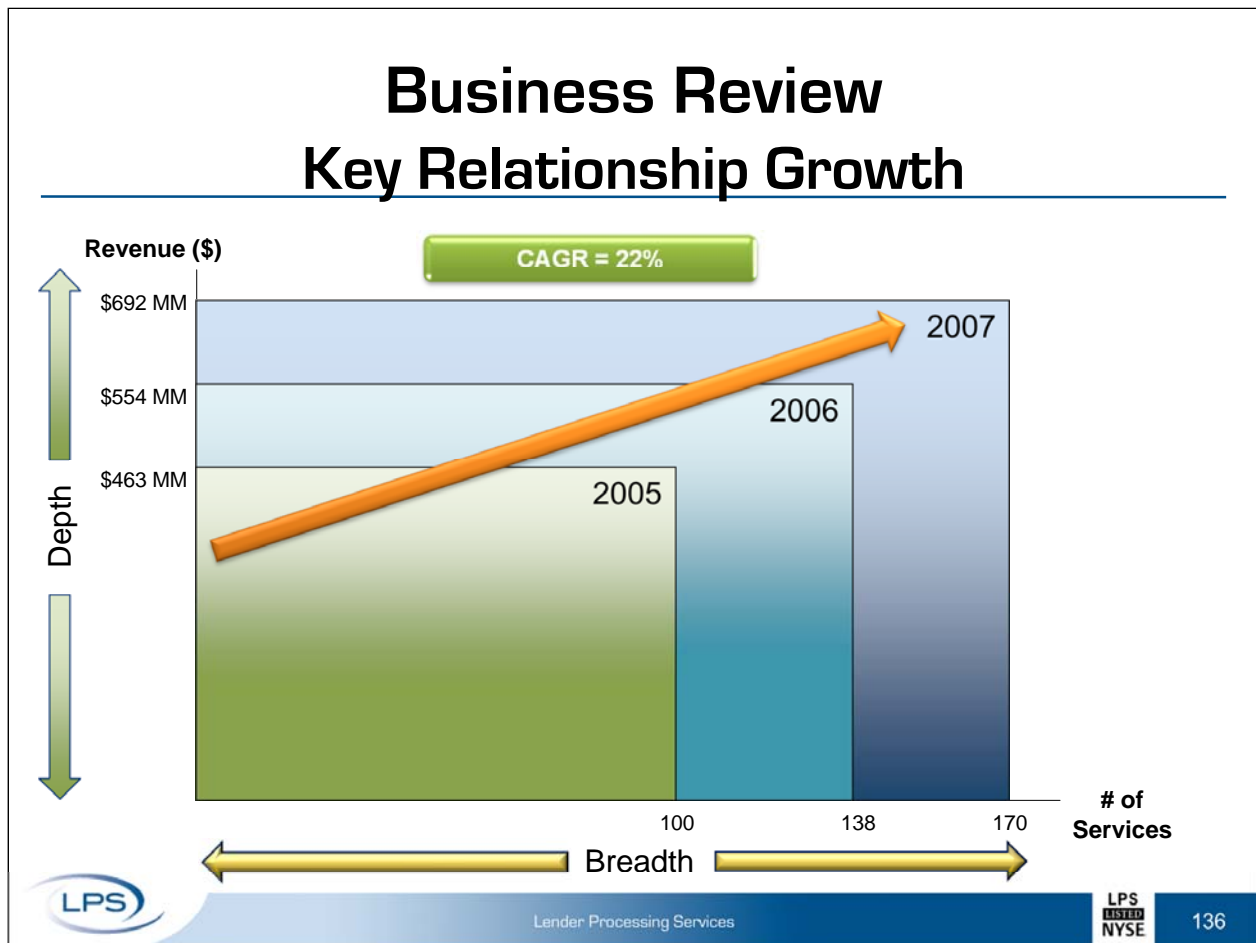 Business Review
Key Relationship Growth
Revenue ($)
CAGR = 22%
$692 MM
2007
$554 MM
2006
$463 MM
2005
Depth
100
138
170
# of
Services
Breadth
LPS
Lender Processing Services
LPS
LISTED
NYSE
136